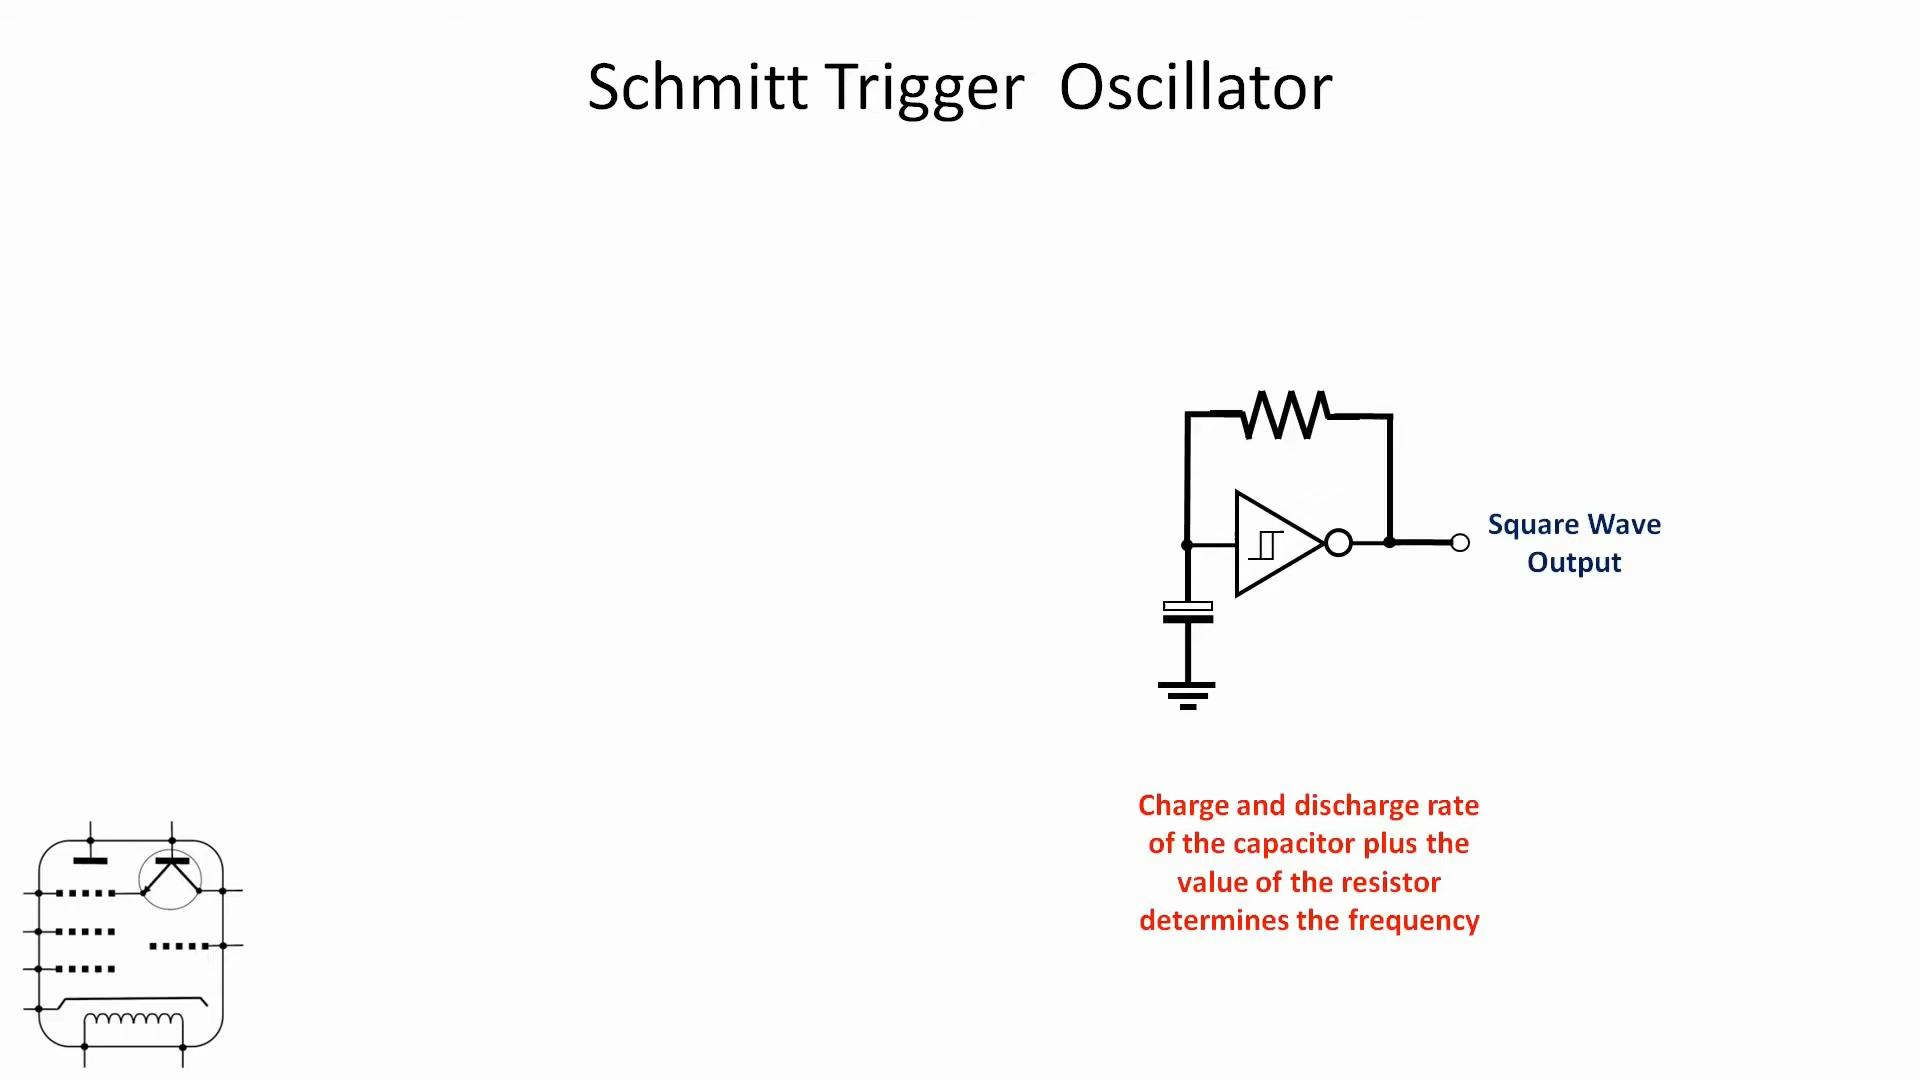 Schmitt Trigger  Oscillator
Square Wave
Output
Charge and discharge rate
of the capacitor plus the
value of the resistor
determines the frequency